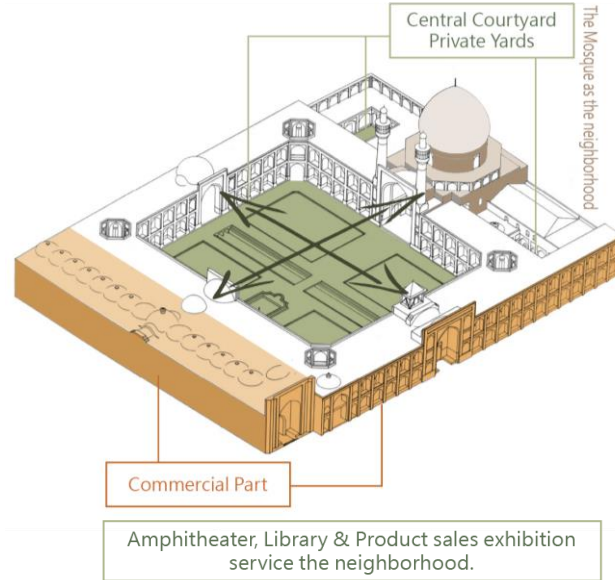 Central Courtyard
Private Yards
The Mosque as the neighborhood
Commercial Part
Amphitheater, Library & Product sales exhibition
service the neighborhood.